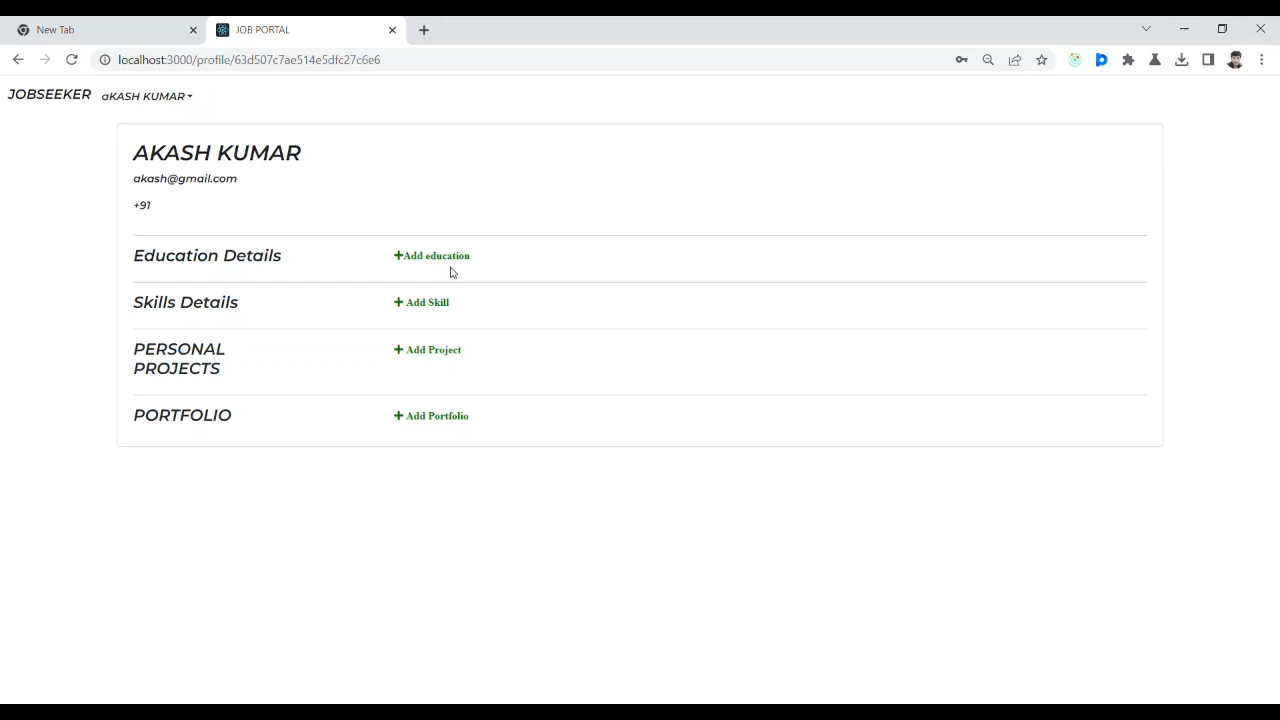 New Tab
JOB PORTAL
localhost:3000/profile/63d507c7ae514e5dfc27c6e6
JOBSEEKER aKASH KUMAR
AKASH KUMAR
akash@gmail.com
+91
Education Details
Add education
Skills Details
Add Skill
PERSONAL
PROJECTS
Add Project
PORTFOLIO
Add Portfolio